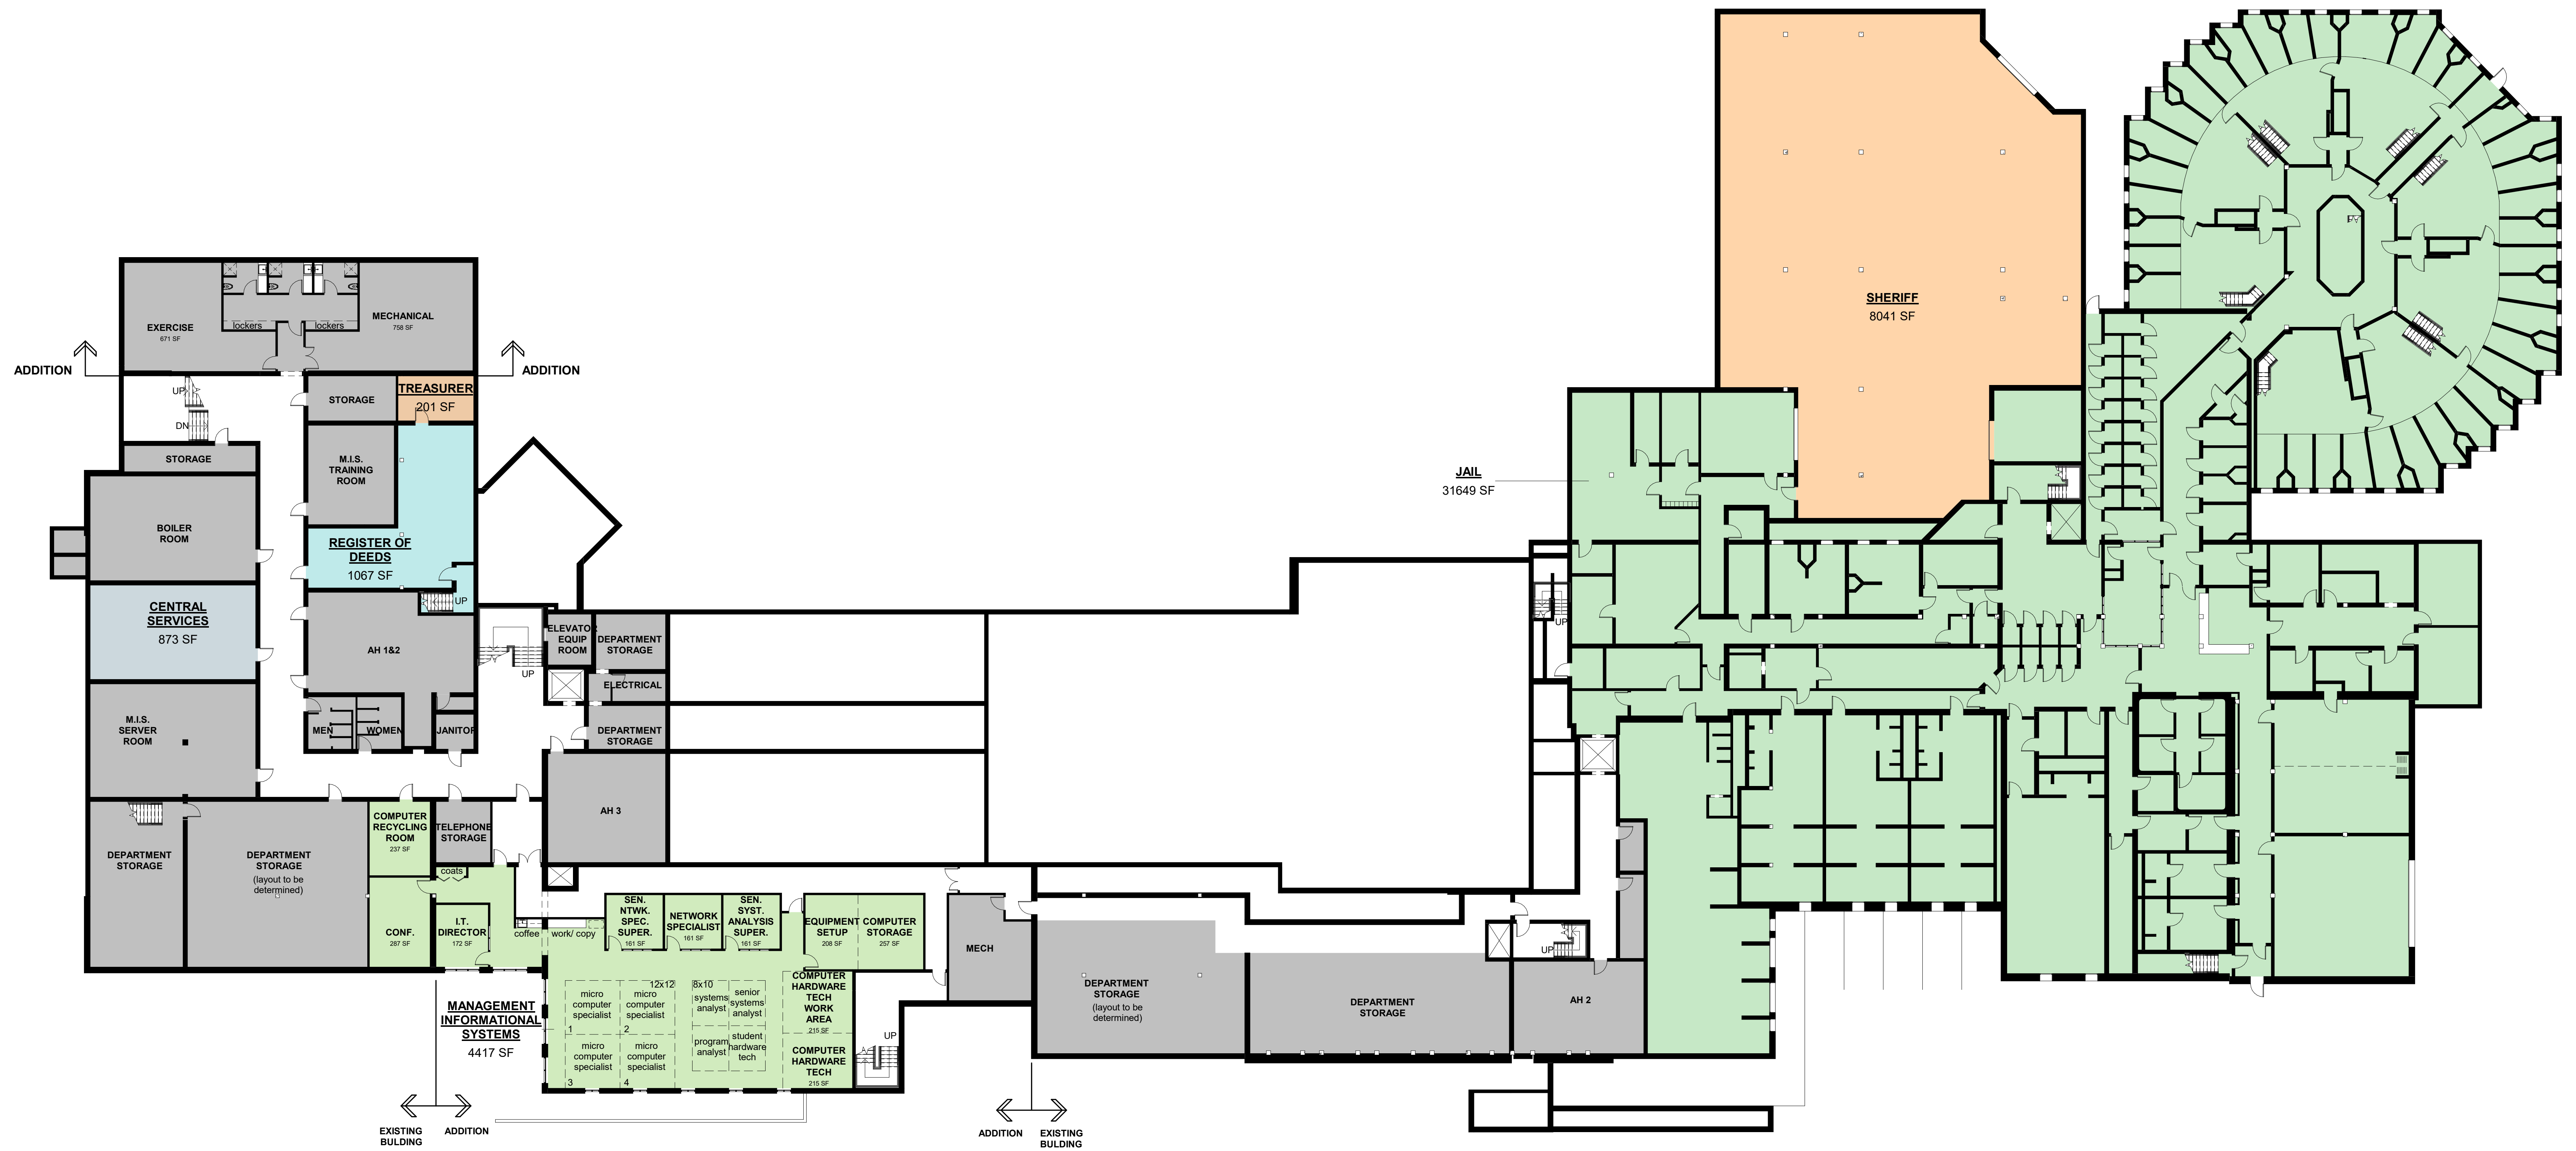 SHERIFF
8041 SF
EXERCISE
671 SF
lockers
lockers
MECHANICAL
758 SF
ADDITION
ADDITION
UP
DN
STORAGE
TREASURER
201 SF
STORAGE
M.I.S.
TRAINING
ROOM
JAIL
31649 SF
BOILER
ROOM
REGISTER OF
DEEDS
1067 SF
UP
CENTRAL
SERVICES
873 SF
AH 1&2
UP
ELEVATOR
EQUIP
ROOM
DEPARTMENT
STORAGE
ELECTRICAL
DEPARTMENT
STORAGE
UP
M.I.S.
SERVER
ROOM
MEN
WOMEN
JANITOR
AH 3
DEPARTMENT
STORAGE
DEPARTMENT
STORAGE
(layout to be
determined)
COMPUTER
RECYCLING
ROOM
237 SF
TELEPHONE
STORAGE
coats
CONF.
287 SF
I.T.
DIRECTOR
172 SF
coffee
work/ copy
SEN.
NTWK.
SPEC.
SUPER.
161 SF
NETWORK
SPECIALIST
161 SF
SEN.
SYST.
ANALYSIS
SUPER.
161 SF
EQUIPMENT
SETUP
208 SF
COMPUTER
STORAGE
257 SF
MECH
UP
MANAGEMENT
INFORMATIONAL
SYSTEMS
4417 SF
12x12
8x10
micro
computer
specialist
1
micro
computer
specialist
2
systems
analyst
senior
systems
analyst
micro
computer
specialist
3
micro
computer
specialist
4
program
analyst
student
hardware
tech
COMPUTER
HARDWARE
TECH
WORK
AREA
215 SF
COMPUTER
HARDWARE
TECH
215 SF
UP
DEPARTMENT
STORAGE
(layout to be
determined)
DEPARTMENT
STORAGE
AH 2
EXISTING
BULDING
ADDITION
ADDITION
EXISTING
BULDING